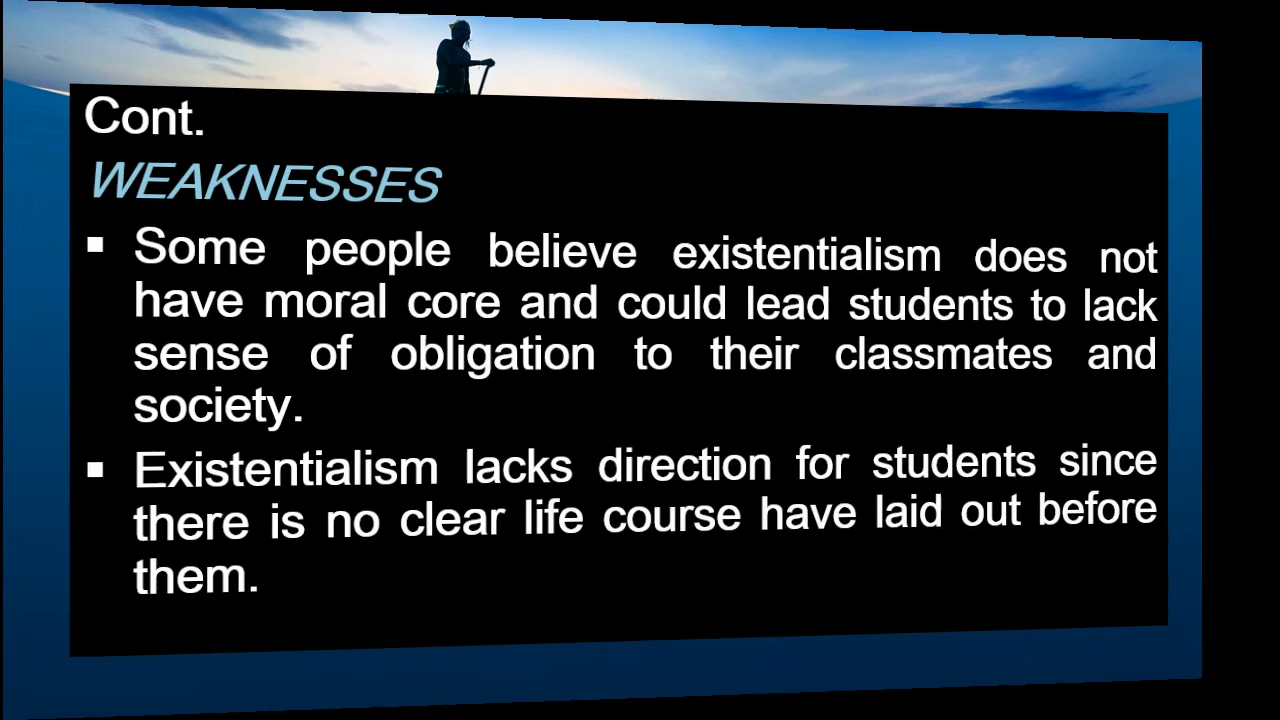 Cont.
WEAKNESSES
▪ Some people believe existentialism does not
have moral core and could lead students to lack
sense of obligation to their classmates and
society.
▪ Existentialism lacks direction for students since
there is no clear life course have laid out before
them.